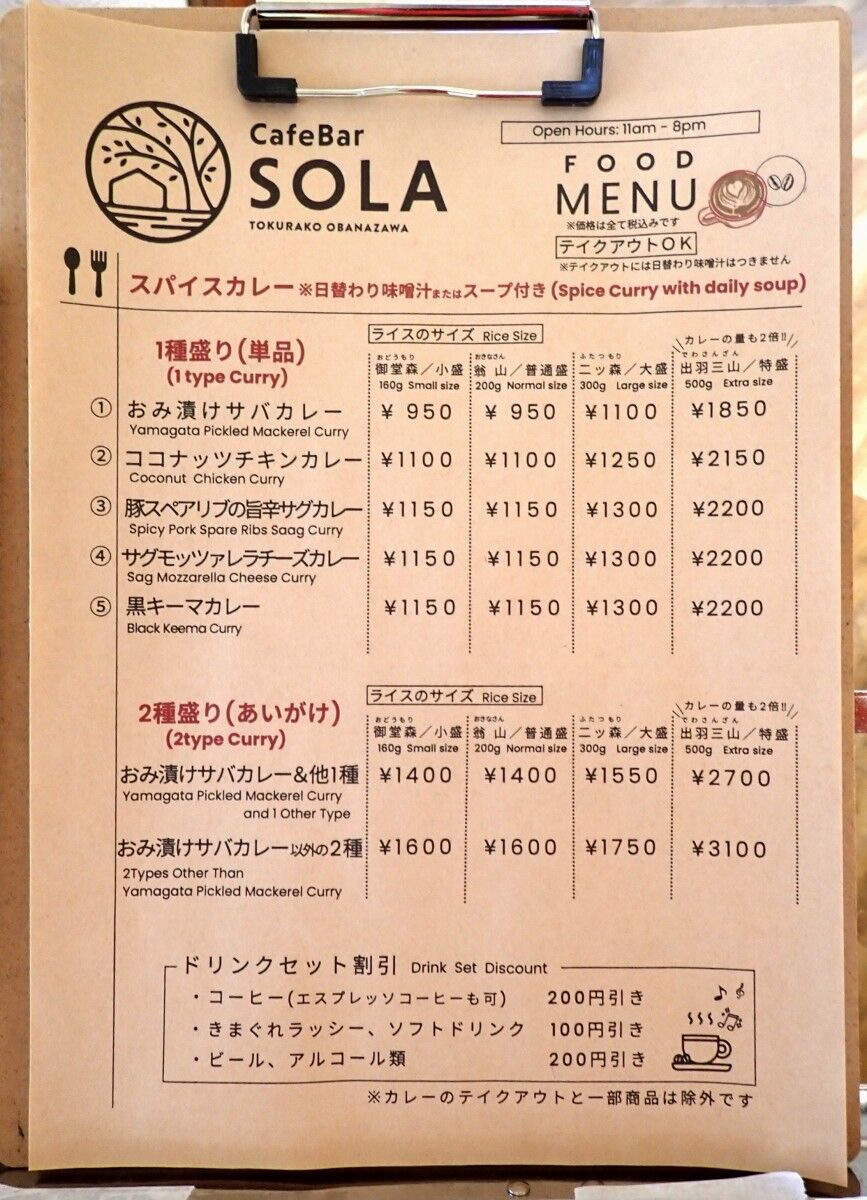 CafeBar
SOLA
TOKURAKO OBANAZAWA
Open Hours: 11am - 8pm
FOOD
MENU
※価格は全て税込みです
テイクアウトOK
※テイクアウトには日替わり味噌汁はつきません
スパイスカレー ※日替わり味噌汁またはスープ付き (Spice Curry with daily soup)
1種盛り(単品)
(1 type Curry)
ライスのサイズ Rice Size
カレーの量も2倍!!
おどうもり おきなさん ふたつもり でわさんざん
御堂森/小盛 翁山/普通盛 二ッ森/大盛 出羽三山/特盛
160g Small size 200g Normal size 300g Large size 500g Extra size
① おみ漬けサバカレー ¥ 950 ¥ 950 ¥1100 ¥1850
Yamagata Pickled Mackerel Curry
② ココナッツチキンカレー ¥1100 ¥1100 ¥1250 ¥2150
Coconut Chicken Curry
③ 豚スペアリブの旨辛サグカレー ¥1150 ¥1150 ¥1300 ¥2200
Spicy Pork Spare Ribs Saag Curry
④ サグモッツァレラチーズカレー ¥1150 ¥1150 ¥1300 ¥2200
Sag Mozzarella Cheese Curry
⑤ 黒キーマカレー ¥1150 ¥1150 ¥1300 ¥2200
Black Keema Curry
2種盛り(あいがけ)
(2type Curry)
ライスのサイズ Rice Size
カレーの量も2倍!!
おどうもり おきなさん ふたつもり でわさんざん
御堂森/小盛 翁山/普通盛 二ッ森/大盛 出羽三山/特盛
160g Small size 200g Normal size 300g Large size 500g Extra size
おみ漬けサバカレー&他1種 ¥1400 ¥1400 ¥1550 ¥2700
Yamagata Pickled Mackerel Curry
and 1 Other Type
おみ漬けサバカレー以外の2種 ¥1600 ¥1600 ¥1750 ¥3100
2Types Other Than
Yamagata Pickled Mackerel Curry
ドリンクセット割引 Drink Set Discount
・コーヒー(エスプレッソコーヒーも可) 200円引き
・きまぐれラッシー、ソフトドリンク 100円引き
・ビール、アルコール類 200円引き
※カレーのテイクアウトと一部商品は除外です